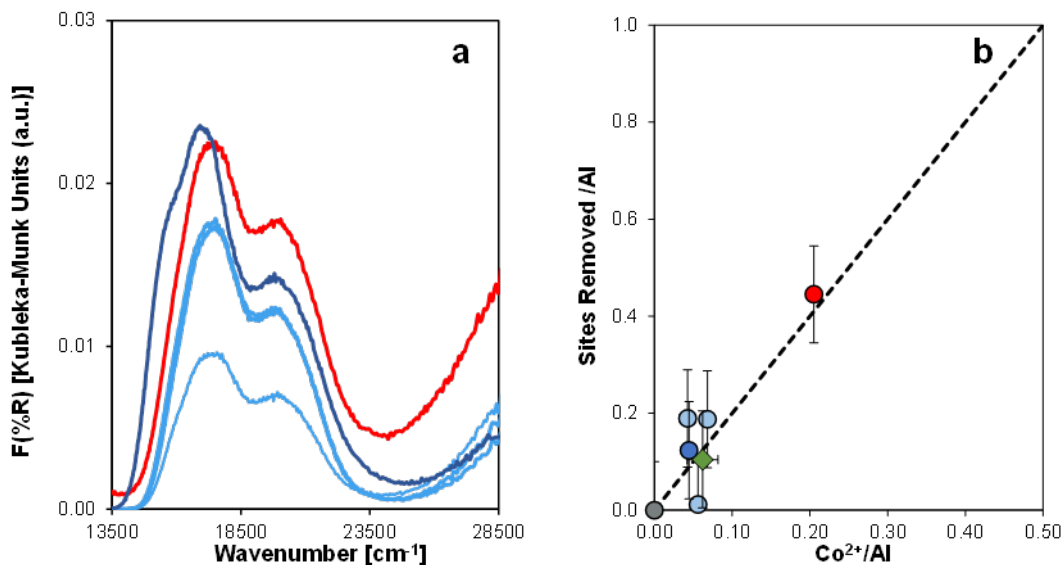 a
F(%R) [Kubleka-Munk Units (a.u.)]
0.03
0.02
0.01
0.00
13500 18500 23500 28500
Wavenumber [cm⁻¹]
b
Sites Removed /Al
1.0
0.8
0.6
0.4
0.2
0.0
0.00 0.10 0.20 0.30 0.40 0.50
Co²⁺/Al